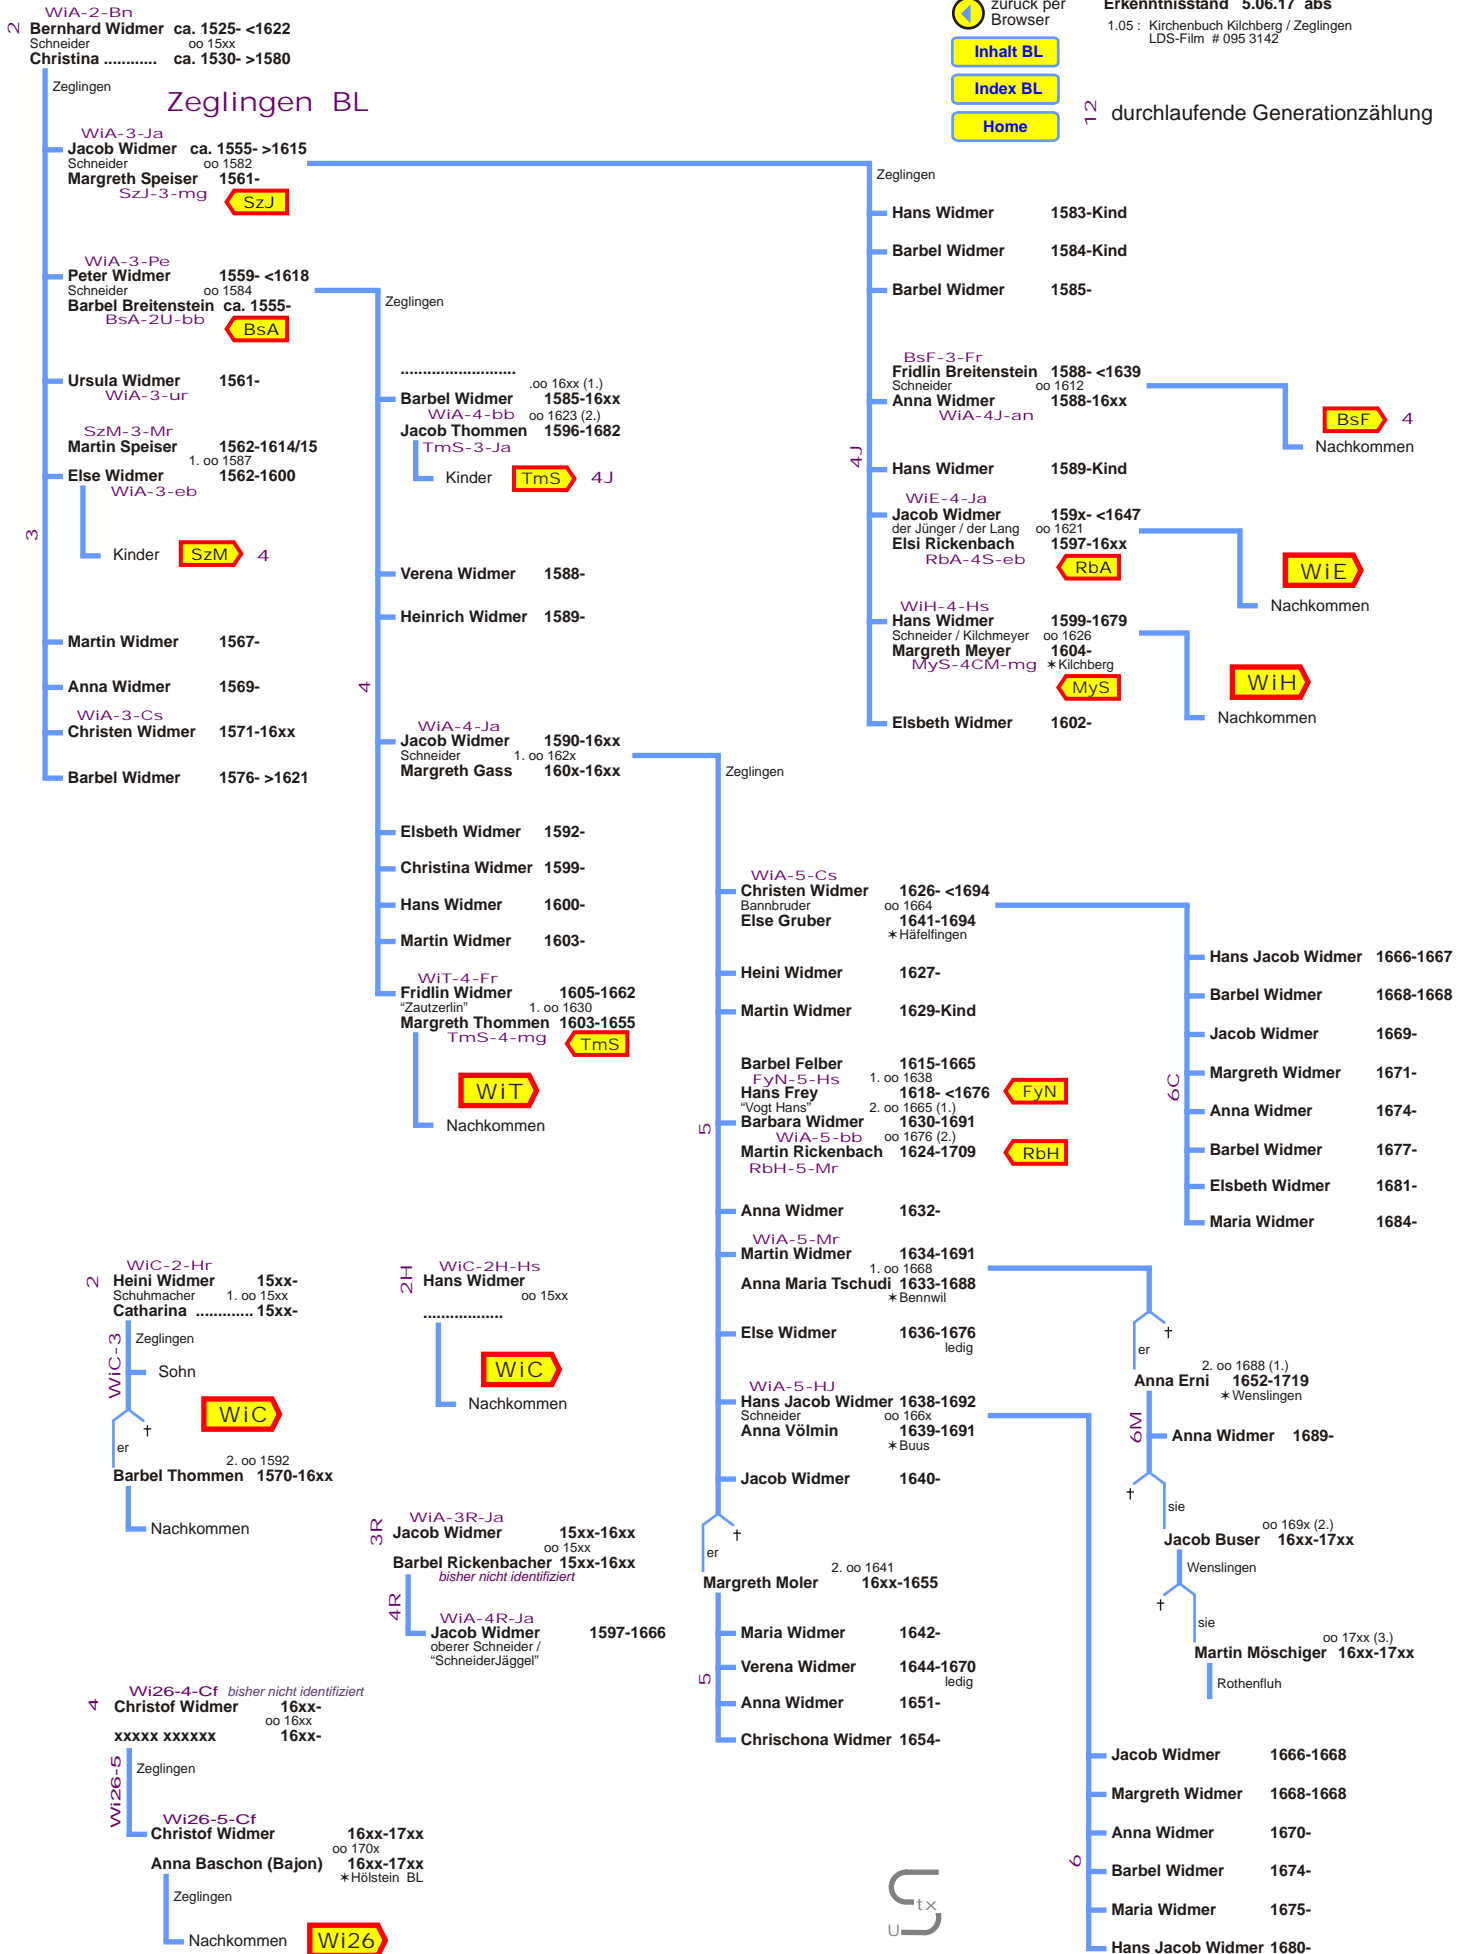 WiA-2-Bn
2
Bernhard Widmer ca. 1525- <1622
Schneider oo 15xx
Christina ............ ca. 1530- >1580
Zeglingen
Zeglingen BL
zurück per
Browser
Inhalt BL
Index BL
Home
Erkenntnisstand 5.06.17 abs
1.05 : Kirchenbuch Kilchberg / Zeglingen
LDS-Film # 095 3142
12 durchlaufende Generationzählung
WiA-3-Ja
Jacob Widmer ca. 1555- >1615
Schneider oo 1582
Margreth Speiser 1561-
SzJ-3-mg
SzJ
WiA-3-Pe
Peter Widmer 1559- <1618
Schneider oo 1584
Barbel Breitenstein ca. 1555-
BsA-2U-bb
BsA
Ursula Widmer 1561-
WiA-3-ur
SzM-3-Mr
Martin Speiser 1562-1614/15
1. oo 1587
Else Widmer 1562-1600
WiA-3-eb
3
Kinder SzM 4
Martin Widmer 1567-
Anna Widmer 1569-
WiA-3-Cs
Christen Widmer 1571-16xx
Barbel Widmer 1576- >1621
Zeglingen
..........................
.oo 16xx (1.)
Barbel Widmer 1585-16xx
WiA-4-bb oo 1623 (2.)
Jacob Thommen 1596-1682
TmS-3-Ja
Kinder TmS 4J
Verena Widmer 1588-
Heinrich Widmer 1589-
4
WiA-4-Ja
Jacob Widmer 1590-16xx
Schneider 1. oo 162x
Margreth Gass 160x-16xx
Elsbeth Widmer 1592-
Christina Widmer 1599-
Hans Widmer 1600-
Martin Widmer 1603-
WiT-4-Fr
Fridlin Widmer 1605-1662
“Zautzerlin” 1. oo 1630
Margreth Thommen 1603-1655
TmS-4-mg
TmS
WiT
Nachkommen
Zeglingen
Hans Widmer 1583-Kind
Barbel Widmer 1584-Kind
Barbel Widmer 1585-
BsF-3-Fr
Fridlin Breitenstein 1588- <1639
Schneider oo 1612
Anna Widmer 1588-16xx
WiA-4J-an
BsF 4
Nachkommen
4J
Hans Widmer 1589-Kind
WiE-4-Ja
Jacob Widmer 159x- <1647
der Jünger / der Lang oo 1621
Elsi Rickenbach 1597-16xx
RbA-4S-eb
RbA
WiE
Nachkommen
WiH-4-Hs
Hans Widmer 1599-1679
Schneider / Kilchmeyer oo 1626
Margreth Meyer 1604-
MyS-4CM-mg ✶Kilchberg
MyS
WiH
Nachkommen
Elsbeth Widmer 1602-
Zeglingen
WiA-5-Cs
Christen Widmer 1626- <1694
Bannbruder oo 1664
Else Gruber 1641-1694
✶Häfelfingen
Heini Widmer 1627-
Martin Widmer 1629-Kind
Barbel Felber 1615-1665
FyN-5-Hs 1. oo 1638
Hans Frey 1618- <1676
FyN
“Vogt Hans” 2. oo 1665 (1.)
Barbara Widmer 1630-1691
WiA-5-bb oo 1676 (2.)
Martin Rickenbach 1624-1709
RbH
RbH-5-Mr
5
Anna Widmer 1632-
WiA-5-Mr
Martin Widmer 1634-1691
1. oo 1668
Anna Maria Tschudi 1633-1688
✶Bennwil
Else Widmer 1636-1676
ledig
WiA-5-HJ
Hans Jacob Widmer 1638-1692
Schneider oo 166x
Anna Völmin 1639-1691
✶Buus
Jacob Widmer 1640-
†
er
2. oo 1641
Margreth Moler 16xx-1655
Maria Widmer 1642-
Verena Widmer 1644-1670
ledig
5
Anna Widmer 1651-
Chrischona Widmer 1654-
Hans Jacob Widmer 1666-1667
Barbel Widmer 1668-1668
Jacob Widmer 1669-
6C
Margreth Widmer 1671-
Anna Widmer 1674-
Barbel Widmer 1677-
Elsbeth Widmer 1681-
Maria Widmer 1684-
†
er
2. oo 1688 (1.)
Anna Erni 1652-1719
✶Wenslingen
6M
Anna Widmer 1689-
†
sie
oo 169x (2.)
Jacob Buser 16xx-17xx
Wenslingen
†
sie
oo 17xx (3.)
Martin Möschiger 16xx-17xx
Rothenfluh
Jacob Widmer 1666-1668
Margreth Widmer 1668-1668
Anna Widmer 1670-
6
Barbel Widmer 1674-
Maria Widmer 1675-
Hans Jacob Widmer 1680-
WiC-2-Hr
2
Heini Widmer 15xx-
Schuhmacher 1. oo 15xx
Catharina ............. 15xx-
Zeglingen
WiC-3
Sohn
WiC
†
er
2. oo 1592
Barbel Thommen 1570-16xx
Nachkommen
2H
WiC-2H-Hs
Hans Widmer
oo 15xx
..................
WiC
Nachkommen
3R
WiA-3R-Ja
Jacob Widmer 15xx-16xx
oo 15xx
Barbel Rickenbacher 15xx-16xx
bisher nicht identifiziert
4R
WiA-4R-Ja
Jacob Widmer 1597-1666
oberer Schneider /
“SchneiderJäggel”
Wi26-4-Cf bisher nicht identifiziert
4
Christof Widmer 16xx-
oo 16xx
xxxxx xxxxxx 16xx-
Zeglingen
Wi26-5
Wi26-5-Cf
Christof Widmer 16xx-17xx
oo 170x
Anna Baschon (Bajon) 16xx-17xx
✶Hölstein BL
Zeglingen
Nachkommen Wi26
tx
U